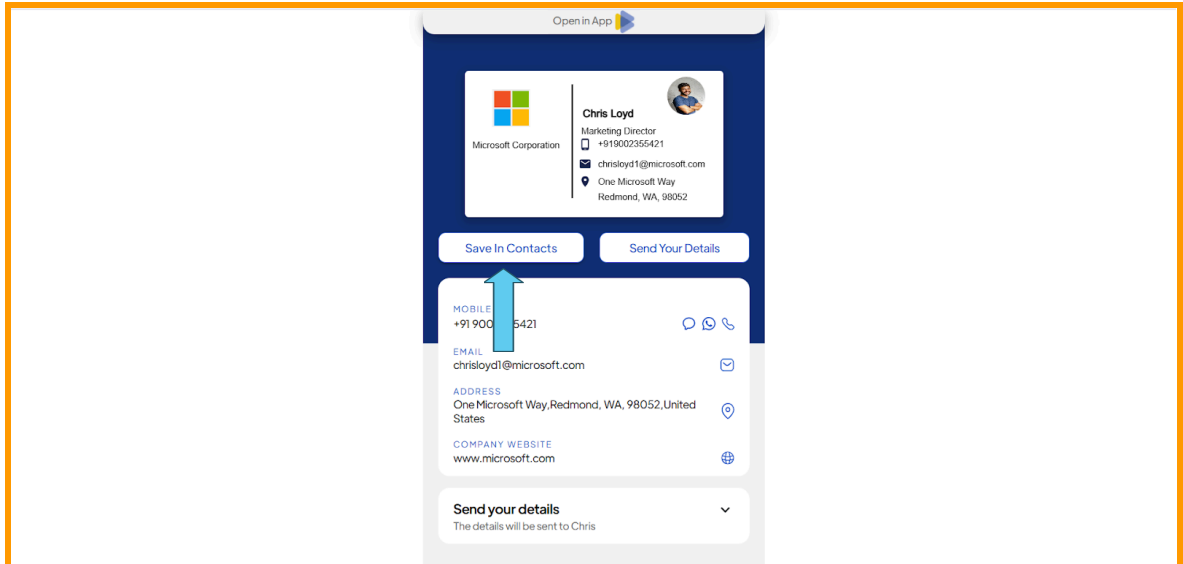 Open in App
Chris Loyd
Marketing Director
Microsoft Corporation
+919002355421
chrisloyd1@microsoft.com
One Microsoft Way
Redmond, WA, 98052
Save In Contacts
Send Your Details
MOBILE
+91 900 5421
EMAIL
chrisloyd1@microsoft.com
ADDRESS
One Microsoft Way,Redmond, WA, 98052,United
States
COMPANY WEBSITE
www.microsoft.com
Send your details
The details will be sent to Chris